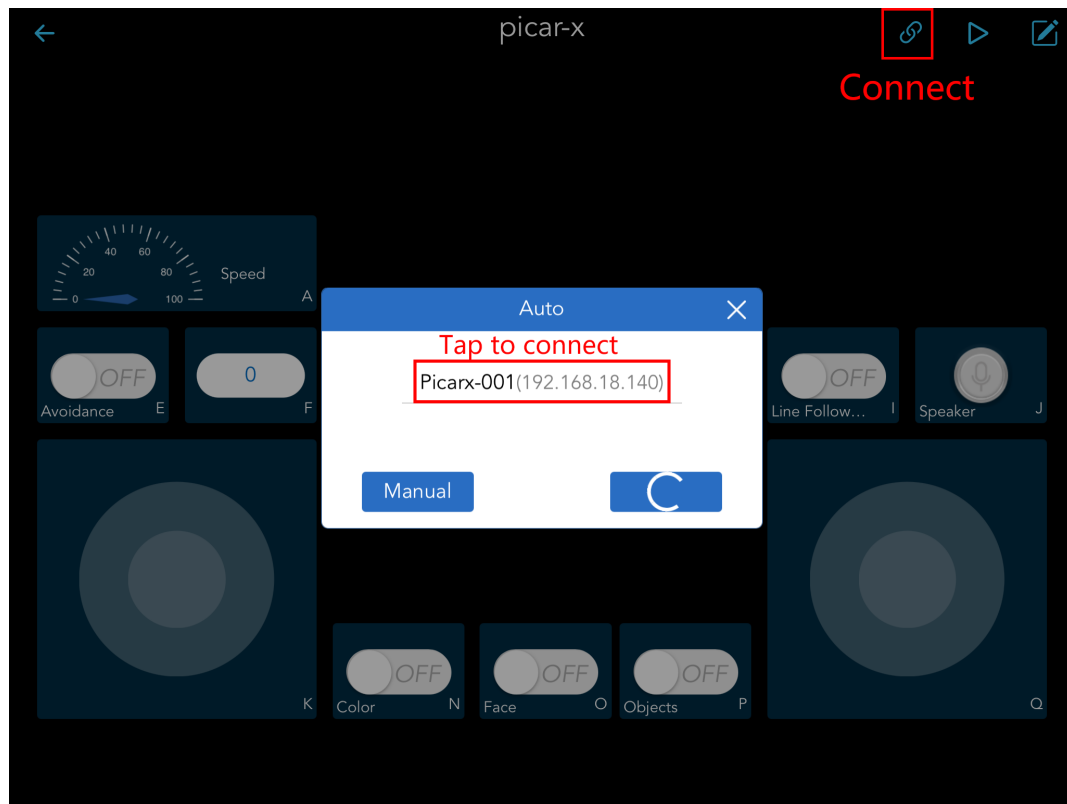 picar-x
Connect
40 60
20 80
0 100
Speed
A
Auto
Tap to connect
Picarx-001(192.168.18.140)
Manual
OFF
Avoidance E
0
F
OFF
Line Follow... I
Speaker J
K
OFF
Color N
OFF
Face O
OFF
Objects P
Q